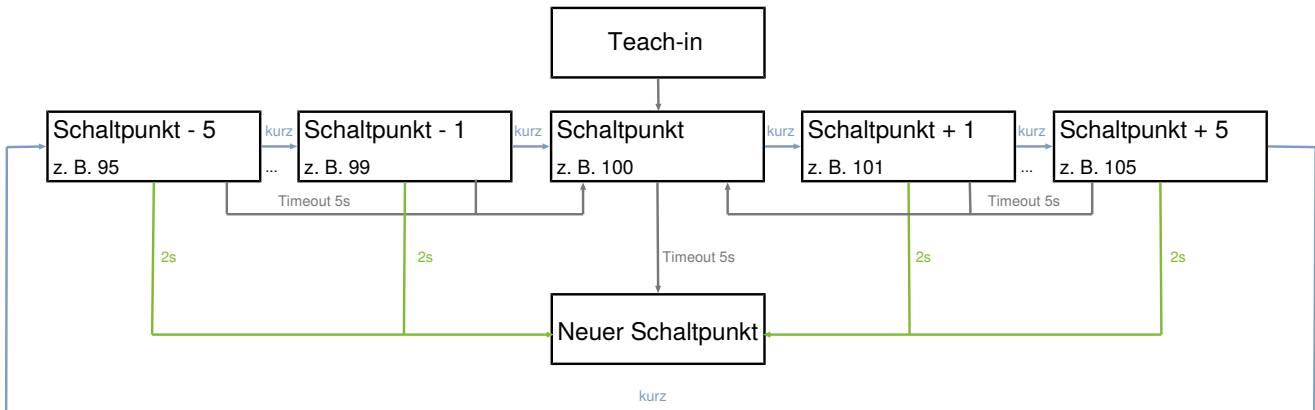 Teach-in
Schaltpunkt - 5
kurz
Schaltpunkt - 1
kurz
Schaltpunkt
kurz
Schaltpunkt + 1
kurz
Schaltpunkt + 5
z. B. 95
...
z. B. 99
z. B. 100
z. B. 101
...
z. B. 105
Timeout 5s
Timeout 5s
2s
2s
Timeout 5s
2s
2s
Neuer Schaltpunkt
kurz